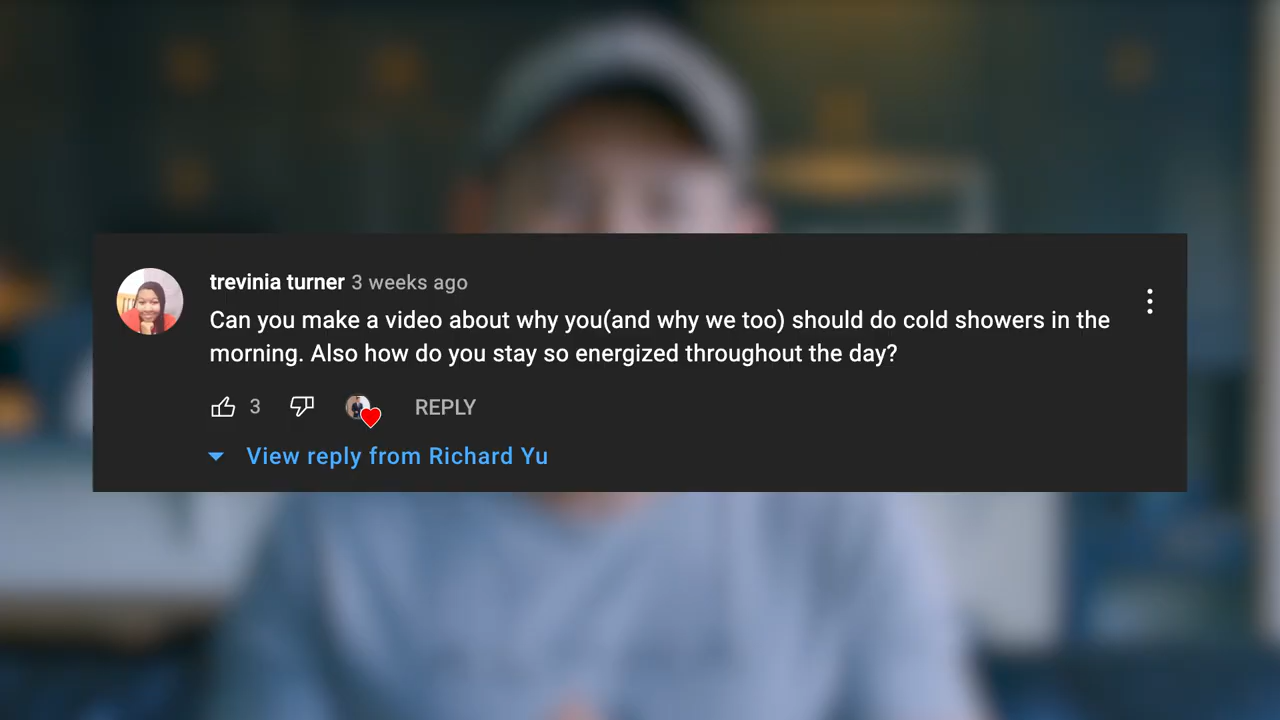 trevinia turner 3 weeks ago
Can you make a video about why you(and why we too) should do cold showers in the
morning. Also how do you stay so energized throughout the day?
3 REPLY
View reply from Richard Yu